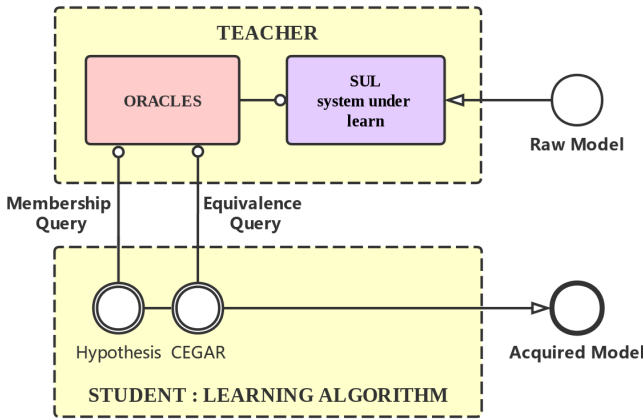 TEACHER
ORACLES
SUL
system under
learn
Raw Model
Membership
Query
Equivalence
Query
Hypothesis
CEGAR
Acquired Model
STUDENT : LEARNING ALGORITHM